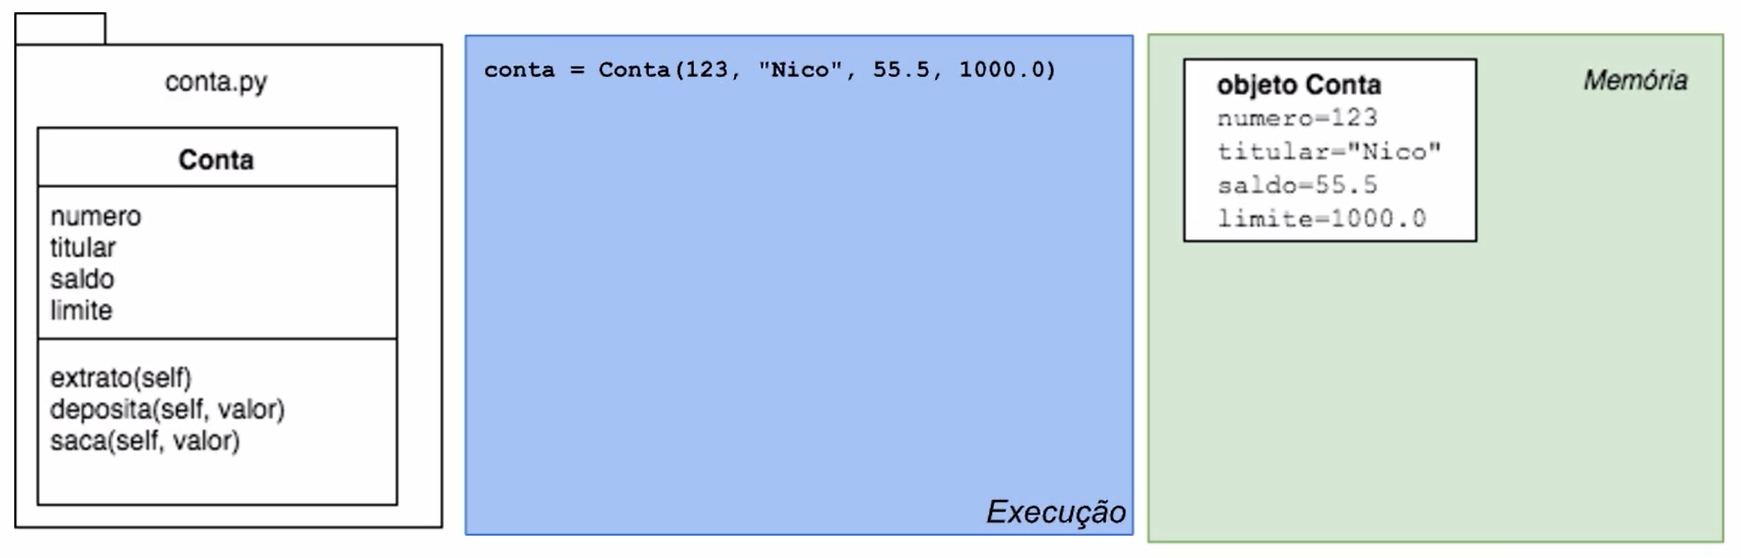 conta.py
Conta
numero
titular
saldo
limite
extrato(self)
deposita(self, valor)
saca(self, valor)
conta = Conta(123, "Nico", 55.5, 1000.0)
Execução
Memória
objeto Conta
numero=123
titular="Nico"
saldo=55.5
limite=1000.0